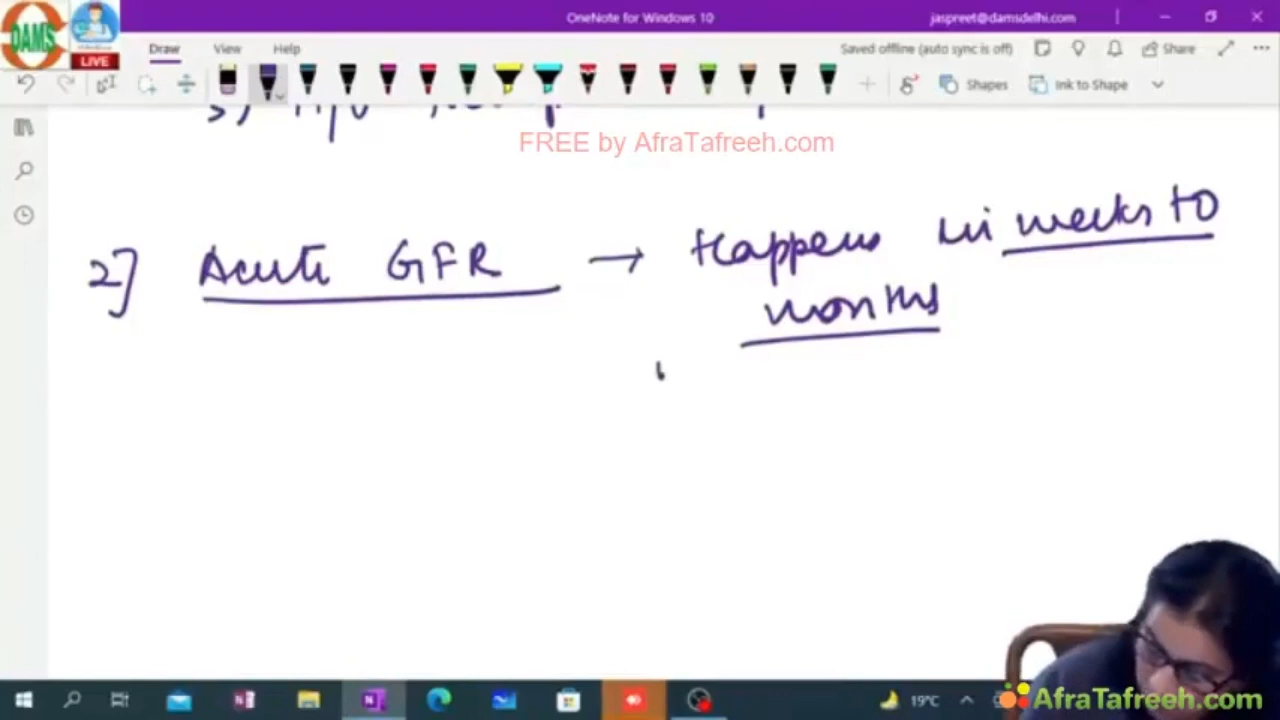 DAMS
LIVE
OneNote for Windows 10
jaspreet@damsdelhi.com
Draw View Help
Saved offline (auto sync is off)
Share
Shapes
Ink to Shape
FREE by AfraTafreeh.com
2] Acute GFR → Happens in weeks to
months
19°C
AfraTafreeh.com